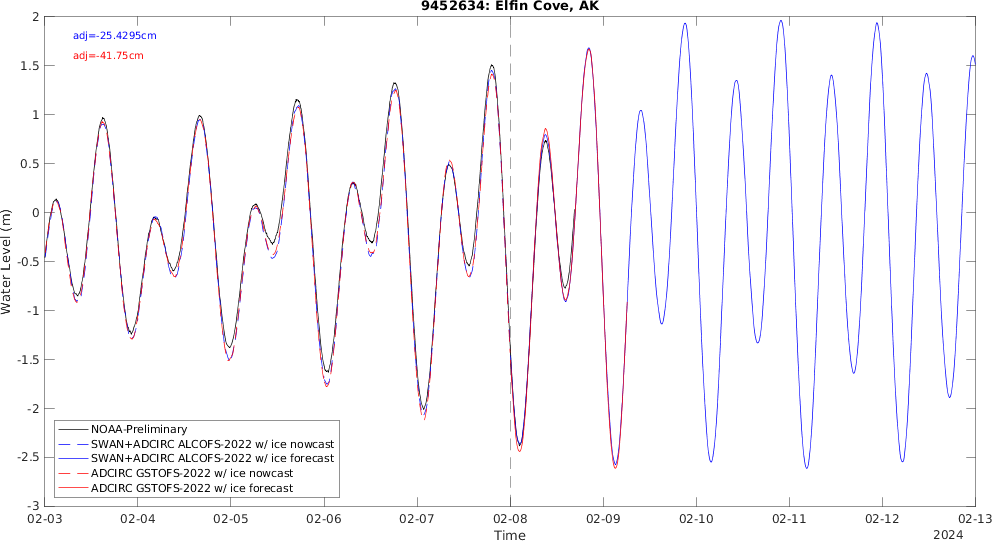 9452634: Elfin Cove, AK
adj=-25.4295cm
adj=-41.75cm
Water Level (m)
2
1.5
1
0.5
0
-0.5
-1
-1.5
-2
-2.5
-3
NOAA-Preliminary
SWAN+ADCIRC ALCOFS-2022 w/ ice nowcast
SWAN+ADCIRC ALCOFS-2022 w/ ice forecast
ADCIRC GSTOFS-2022 w/ ice nowcast
ADCIRC GSTOFS-2022 w/ ice forecast
02-03 02-04 02-05 02-06 02-07 02-08 02-09 02-10 02-11 02-12 02-13
Time
2024